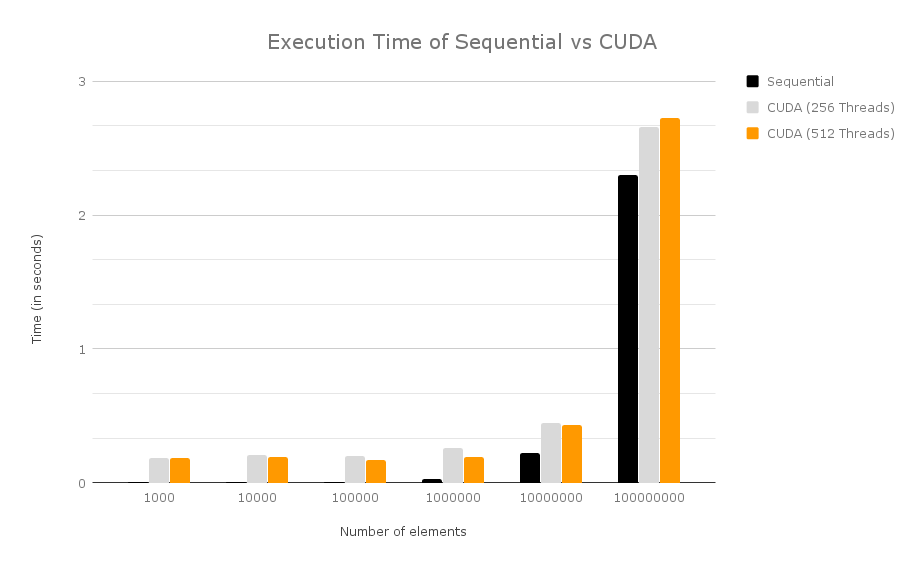 Execution Time of Sequential vs CUDA
Sequential
CUDA (256 Threads)
CUDA (512 Threads)
Time (in seconds)
3
2
1
0
1000 10000 100000 1000000 10000000 100000000
Number of elements